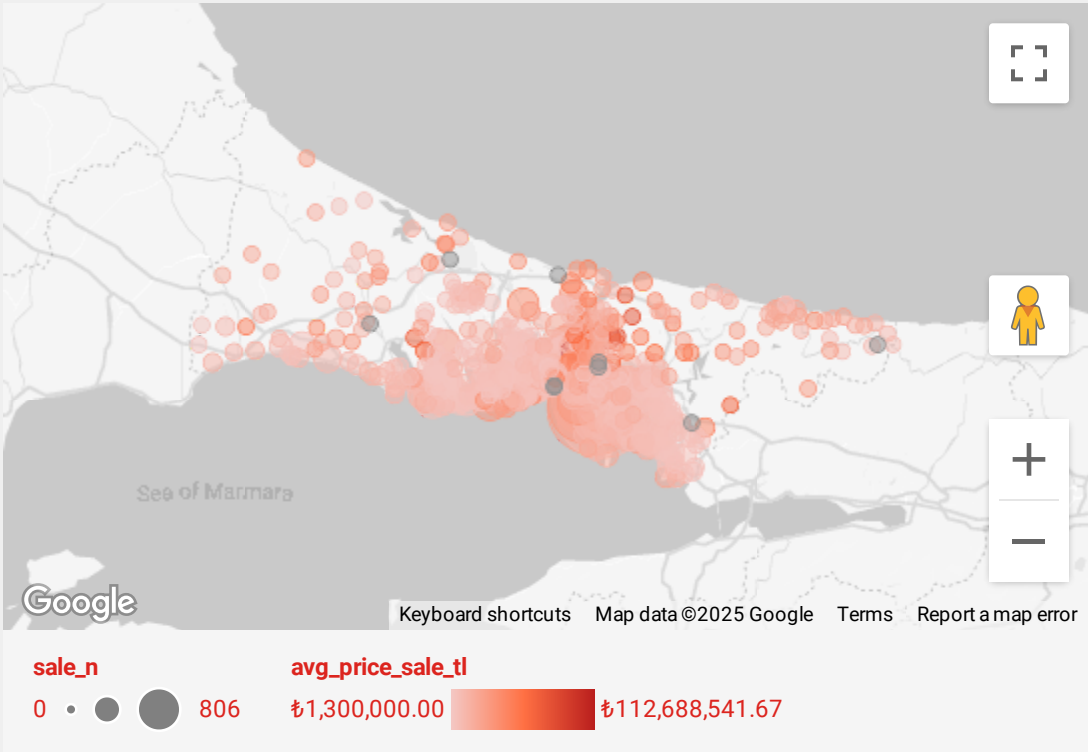 Sea of Marmara
Google
Keyboard shortcuts Map data ©2025 Google Terms Report a map error
sale_n avg_price_sale_tl
0 806 ₺1,300,000.00 ₺112,688,541.67